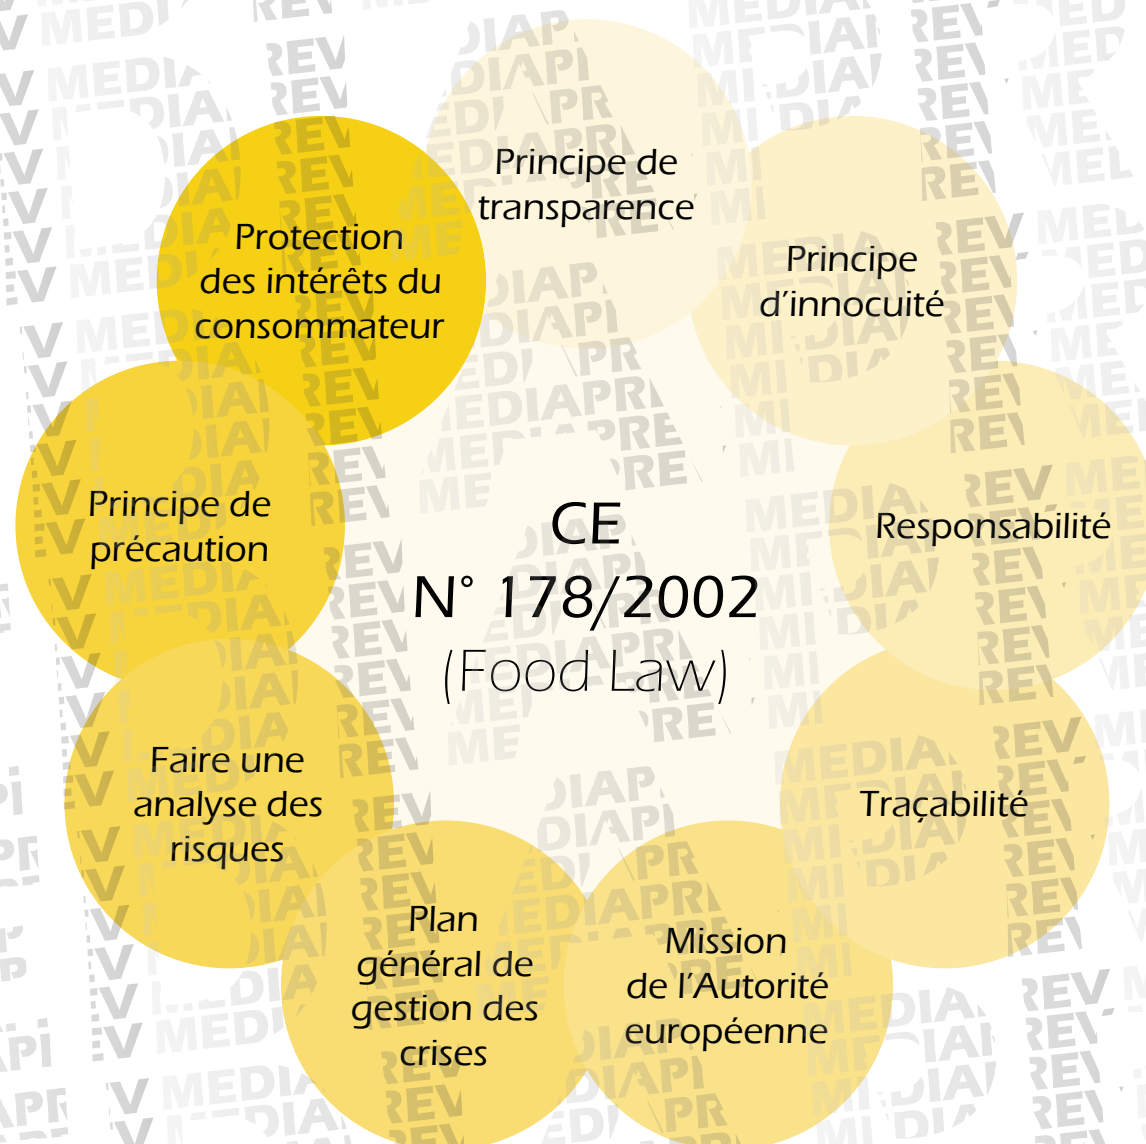 Principe de
transparence
Principe
d'innocuité
Responsabilité
Traçabilité
Mission
de l'Autorité
européenne
Plan
général de
gestion des
crises
Faire une
analyse des
risques
Principe de
précaution
Protection
des intérêts du
consommateur
CE
N° 178/2002
(Food Law)